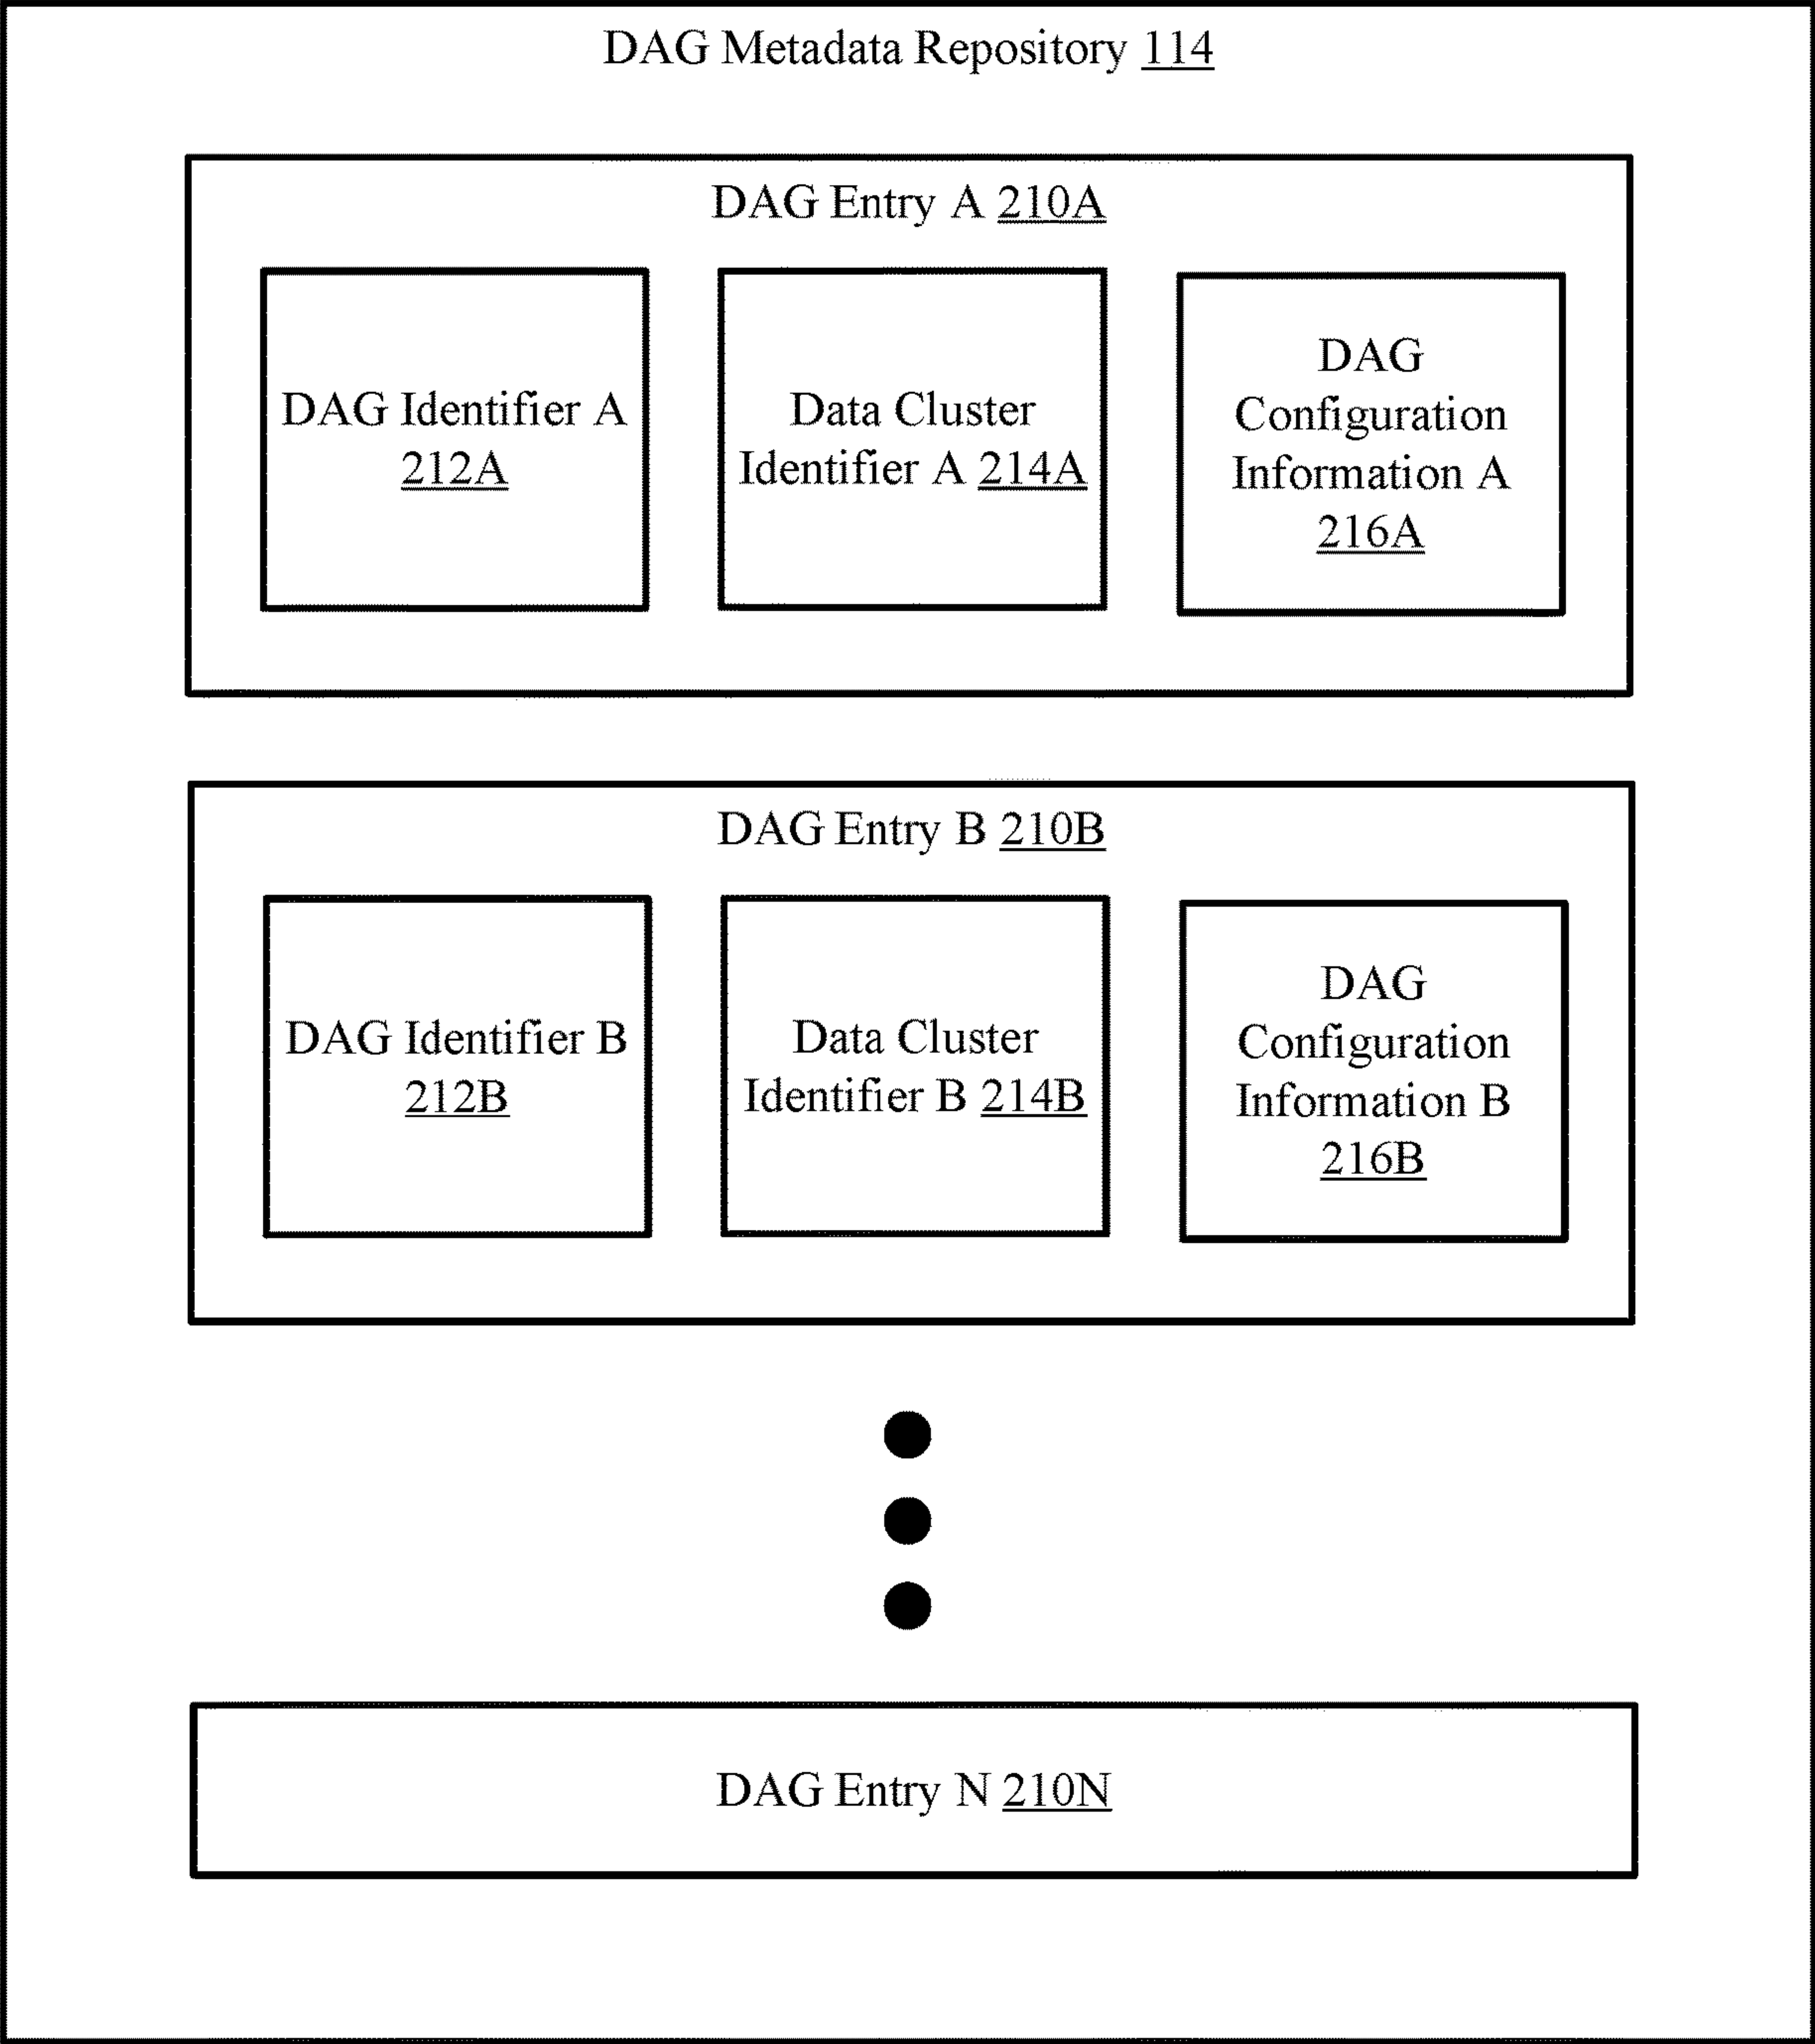 DAG Metadata Repository 114
DAG Entry A 210A
DAG Identifier A
212A
Data Cluster
Identifier A 214A
DAG
Configuration
Information A
216A
DAG Entry B 210B
DAG Identifier B
212B
Data Cluster
Identifier B 214B
DAG
Configuration
Information B
216B
DAG Entry N 210N